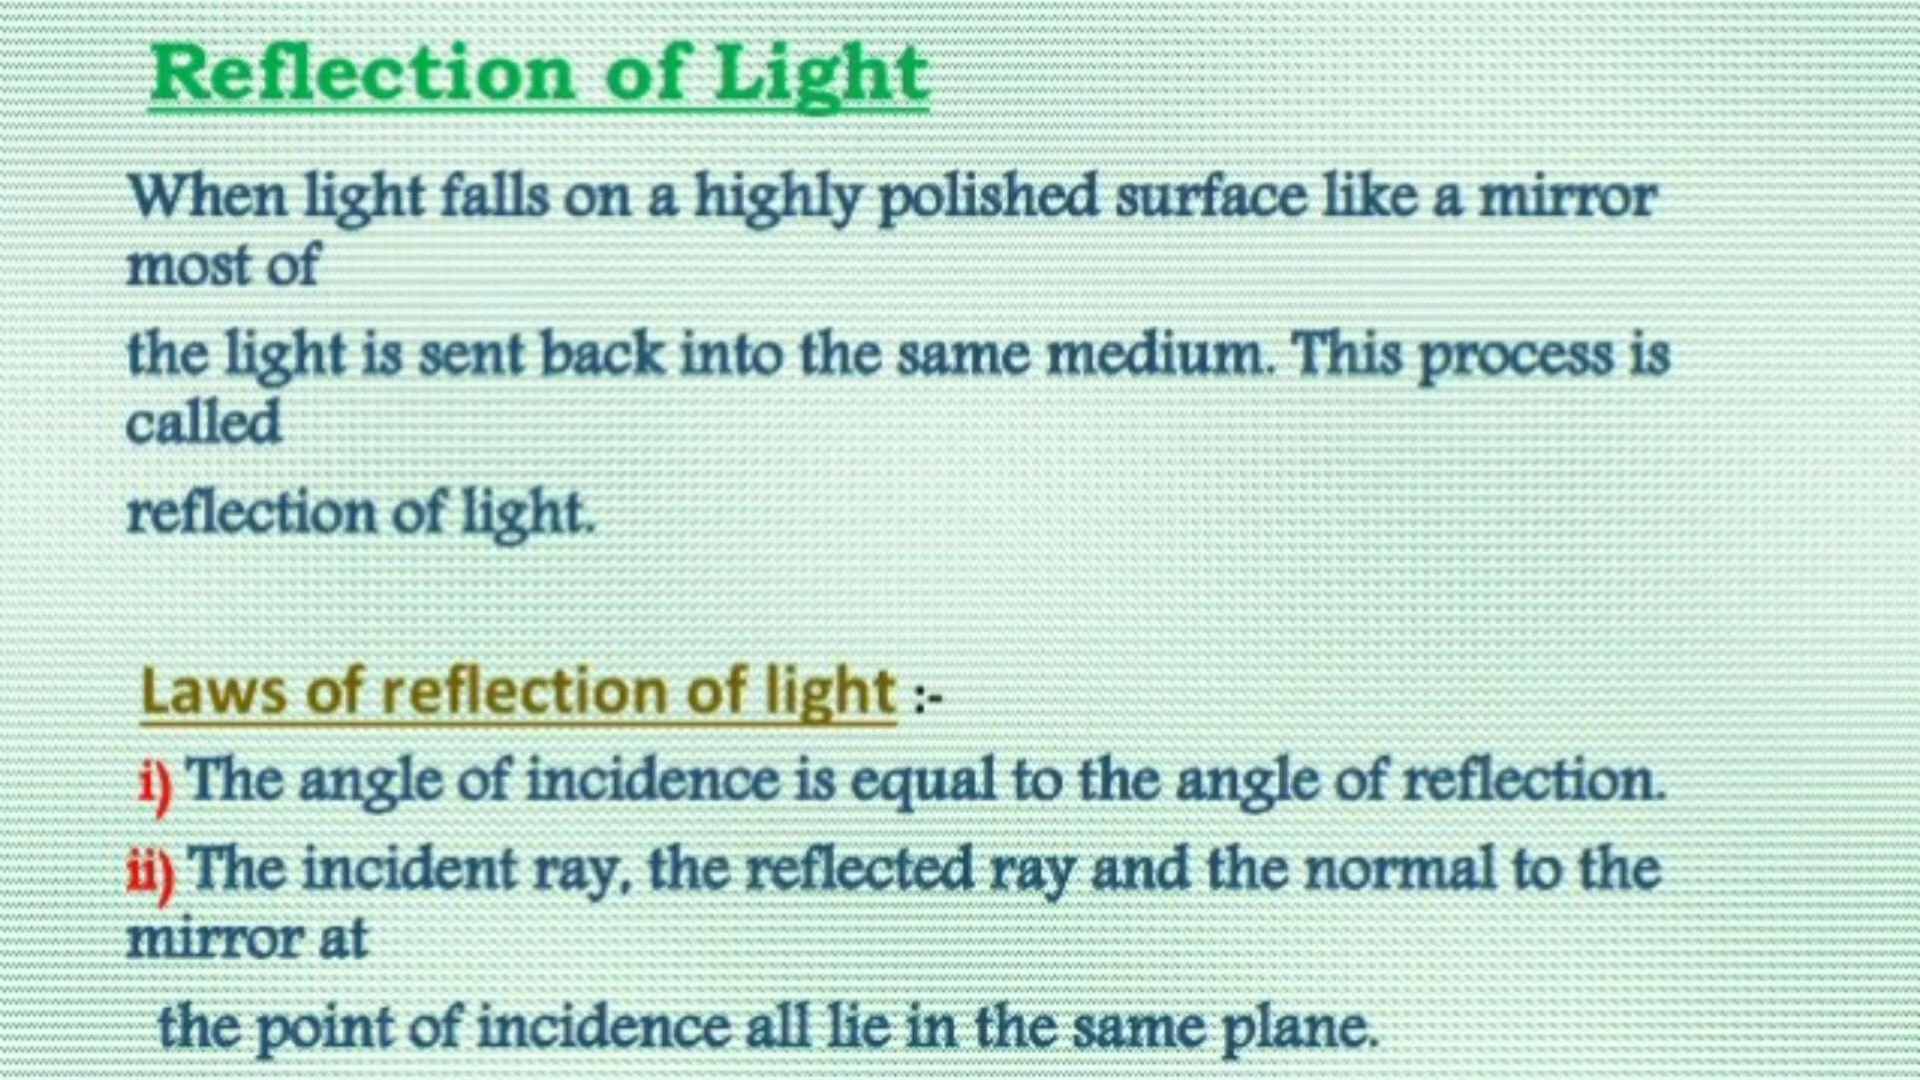 Reflection of Light
When light falls on a highly polished surface like a mirror
most of
the light is sent back into the same medium. This process is
called
reflection of light.
Laws of reflection of light :-
i) The angle of incidence is equal to the angle of reflection.
ii) The incident ray, the reflected ray and the normal to the
mirror at
the point of incidence all lie in the same plane.